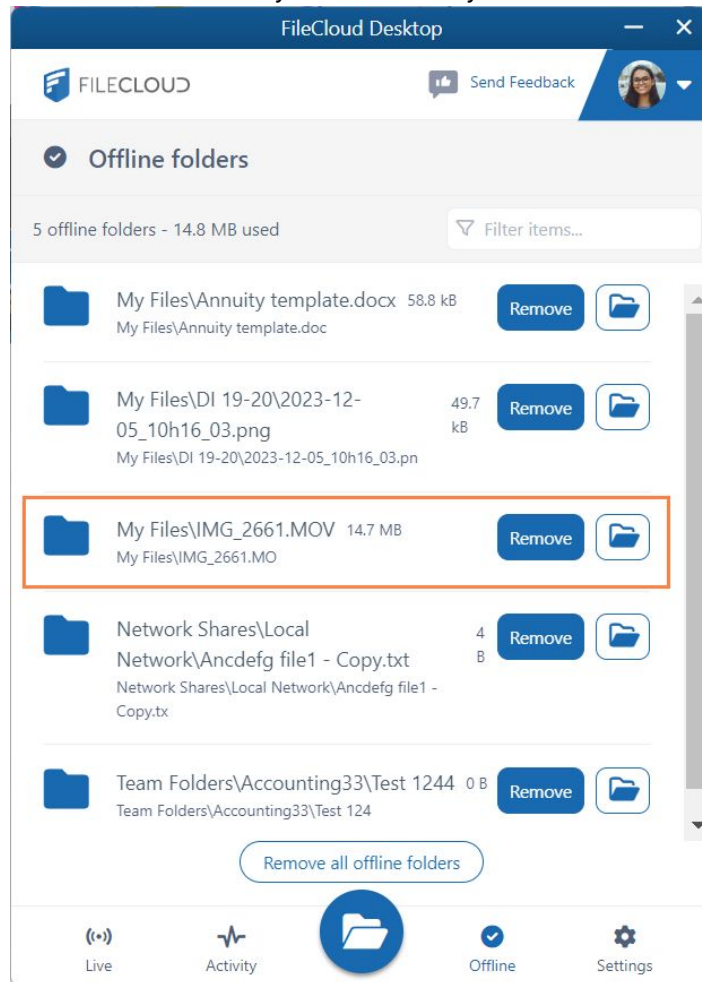 FileCloud Desktop
FILECLOUD
Send Feedback
Offline folders
5 offline folders - 14.8 MB used
Filter items...
My Files\Annuity template.docx 58.8 kB
Remove
My Files\Annuity template.doc
My Files\DI 19-20\2023-12-
05_10h16_03.png
49.7
kB
Remove
My Files\DI 19-20\2023-12-05_10h16_03.pn
My Files\IMG_2661.MOV 14.7 MB
Remove
My Files\IMG_2661.MO
Network Shares\Local
Network\Ancdefg file1 - Copy.txt
4
B
Remove
Network Shares\Local Network\Ancdefg file1 -
Copy.tx
Team Folders\Accounting33\Test 1244 0 B
Remove
Team Folders\Accounting33\Test 124
Remove all offline folders
Live
Activity
Offline
Settings